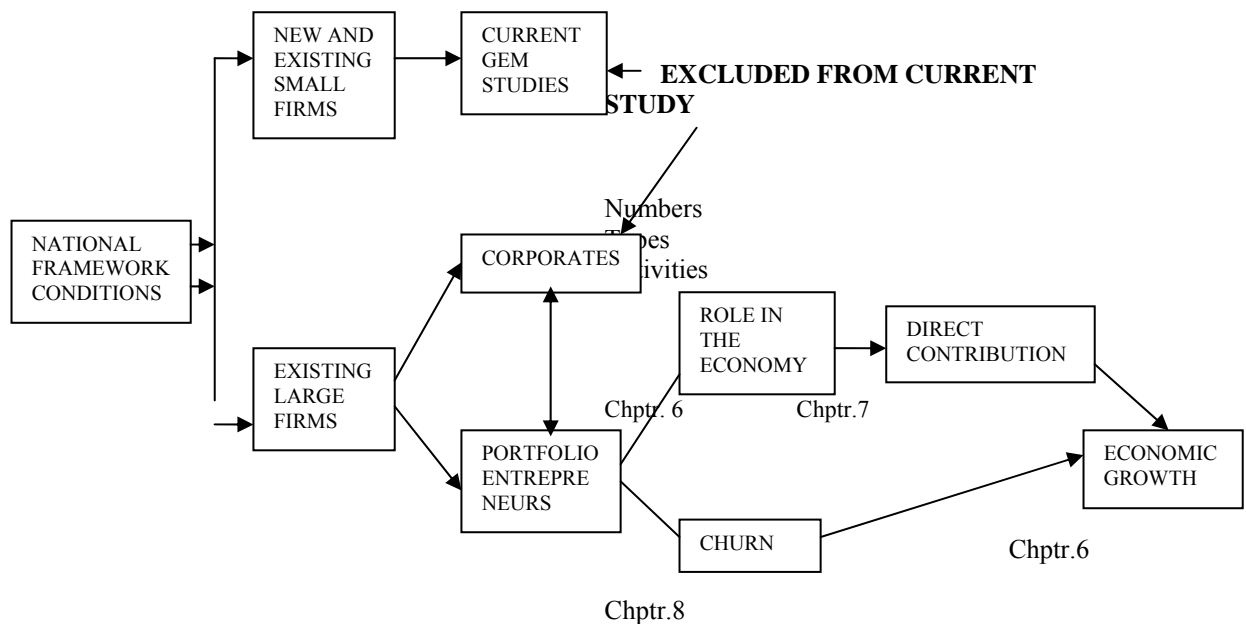 NEW AND
EXISTING
SMALL
FIRMS
CURRENT
GEM
STUDIES
EXCLUDED FROM CURRENT
STUDY
NATIONAL
FRAMEWORK
CONDITIONS
Numbers
CORPORATES
EXISTING
LARGE
FIRMS
ROLE IN
THE
ECONOMY
DIRECT
CONTRIBUTION
Chptr. 6
Chptr.7
PORTFOLIO
ENTREPRE
NEURS
ECONOMIC
GROWTH
CHURN
Chptr.6
Chptr.8